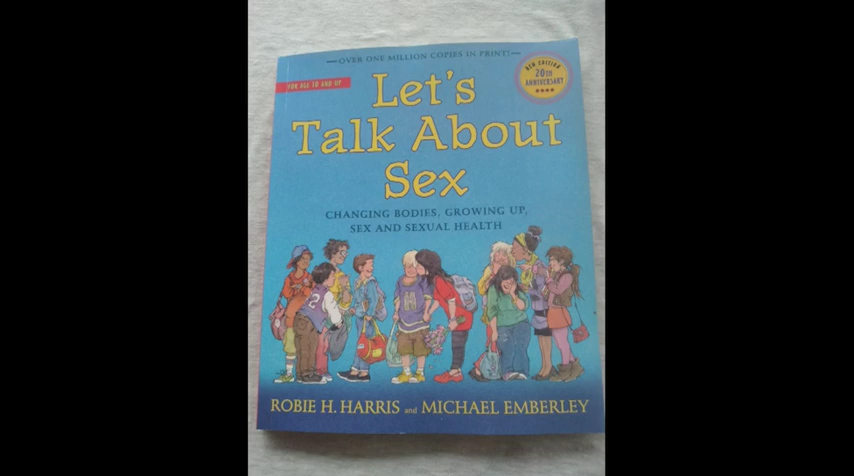 OVER ONE MILLION COPIES IN PRINT!
FOR AGE 10 AND UP
NEW EDITION
20TH
ANNIVERSARY
Let's
Talk About
Sex
CHANGING BODIES, GROWING UP,
SEX AND SEXUAL HEALTH
2
ROBIE H. HARRIS and MICHAEL EMBERLEY